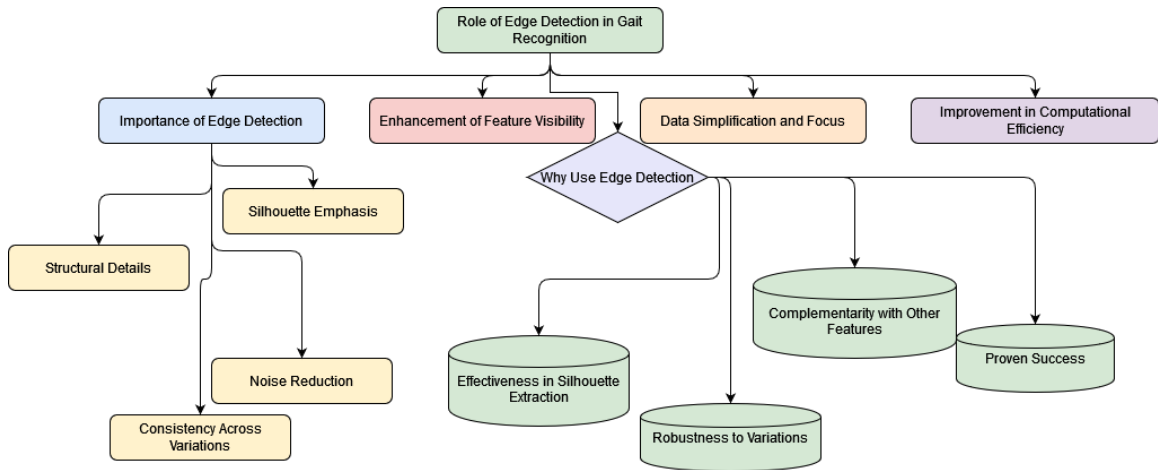 Role of Edge Detection in Gait
Recognition
Importance of Edge Detection
Enhancement of Feature Visibility
Data Simplification and Focus
Improvement in Computational
Efficiency
Why Use Edge Detection
Silhouette Emphasis
Structural Details
Complementarity with Other
Features
Proven Success
Noise Reduction
Effectiveness in Silhouette
Extraction
Consistency Across
Variations
Robustness to Variations